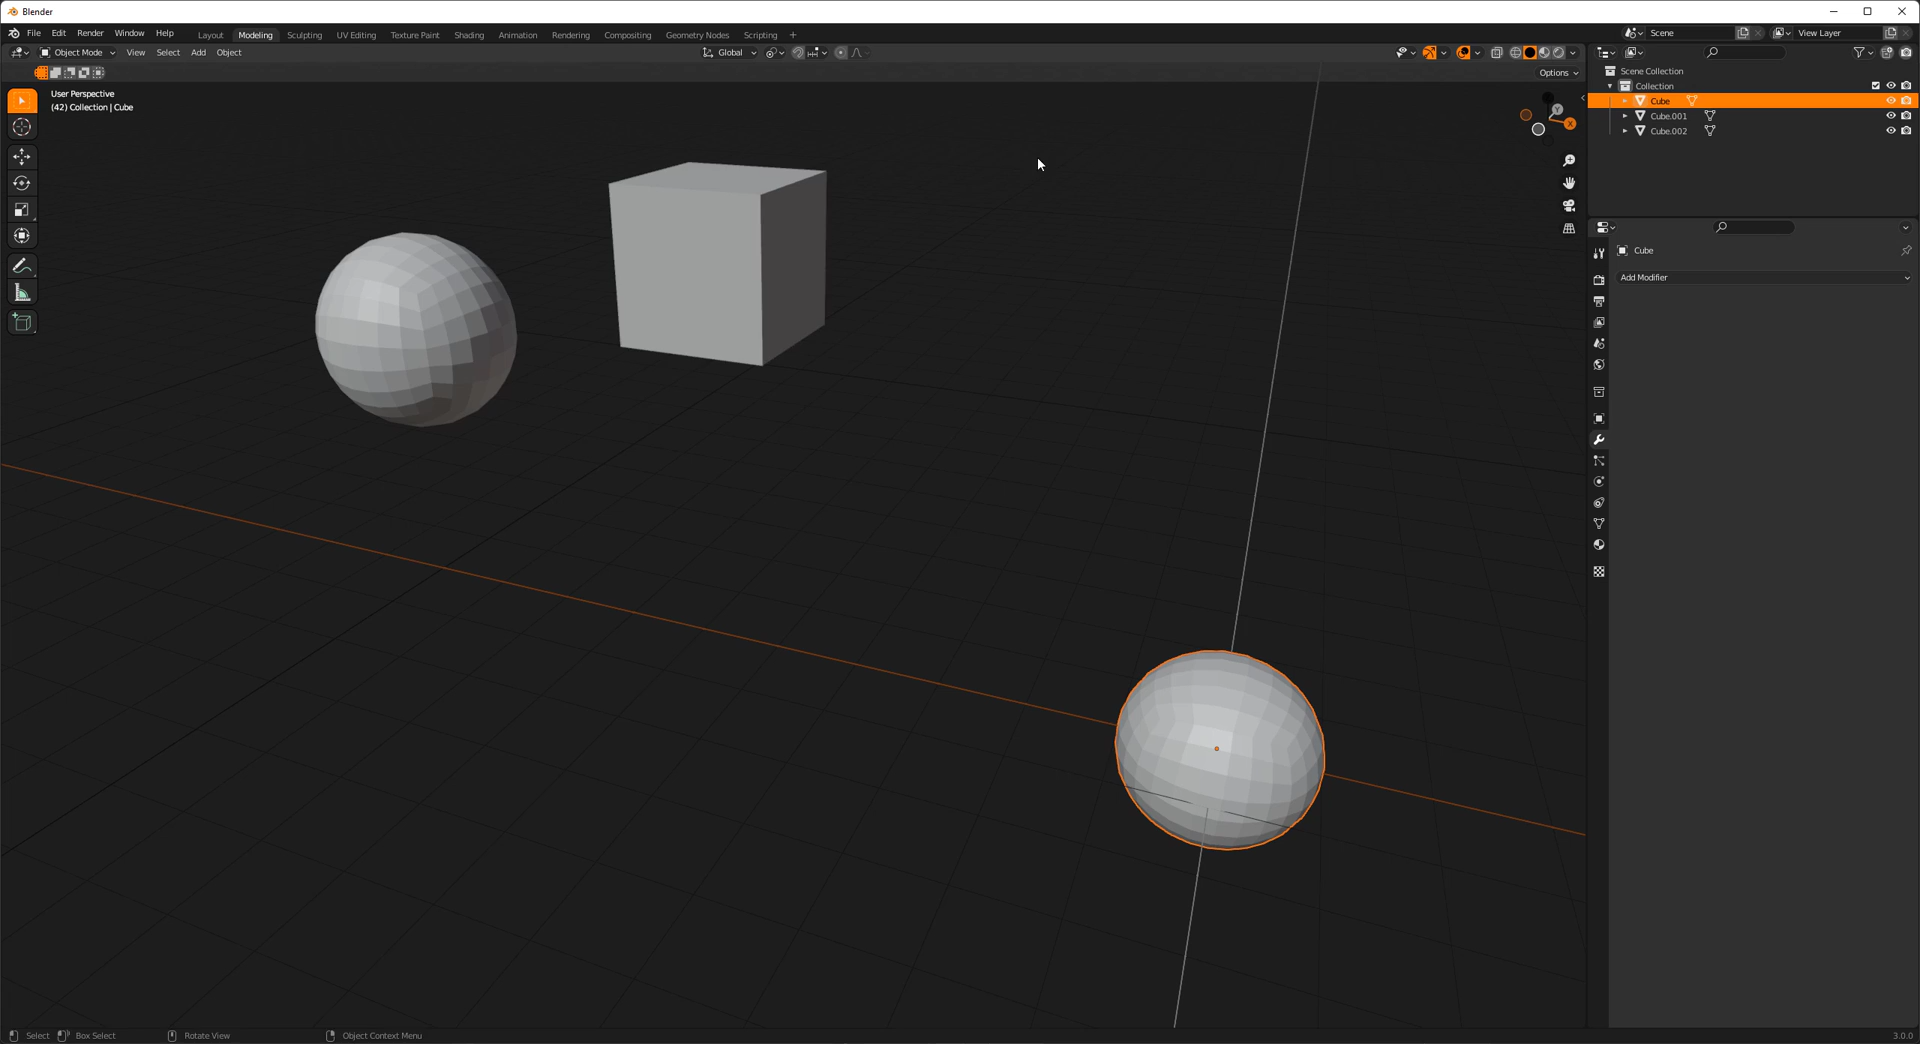 Blender
File Edit Render Window Help Layout Modeling Sculpting UV Editing Texture Paint Shading Animation Rendering Compositing Geometry Nodes Scripting + Scene View Layer
Object Mode View Select Add Object Global
Options
User Perspective
(42) Collection | Cube
Y
X
Scene Collection
Collection
Cube
Cube.001
Cube.002
Cube
Add Modifier
Select Box Select Rotate View Object Context Menu 3.0.0